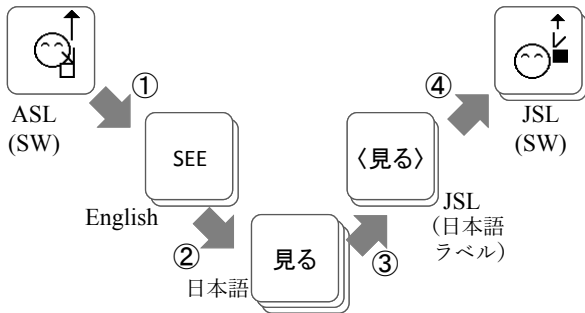 ASL
(SW)
①
SEE
English
②
見る
日本語
③
〈見る〉
JSL
(日本語
ラベル)
④
JSL
(SW)